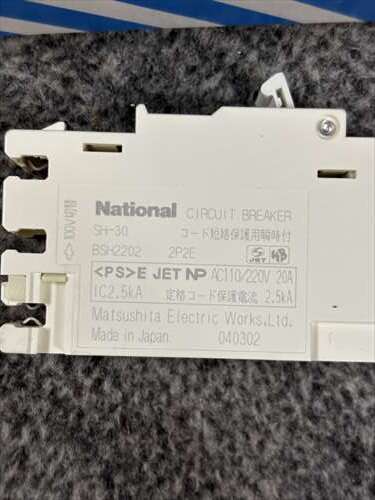 National CIRCUIT BREAKER
SH-30 コード短絡保護用瞬時付
BSH2202 2P2E
JET
<PS>E JET NP AC110/220V 20A
IC2.5kA 定格コード保護電流 2.5kA
Matsushita Electric Works,Ltd.
Made in Japan. 040302